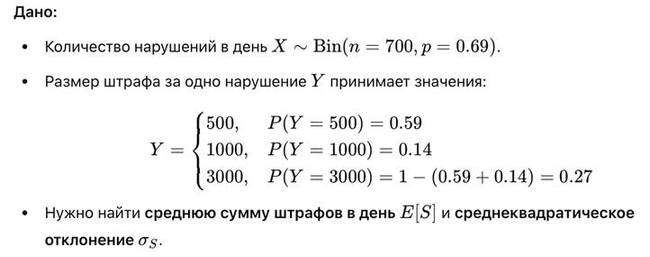 Дано:
• Количество нарушений в день X ∼ Bin(n = 700, p = 0.69).
• Размер штрафа за одно нарушение Y принимает значения:
Y = { 500, P(Y = 500) = 0.59
1000, P(Y = 1000) = 0.14
3000, P(Y = 3000) = 1 − (0.59 + 0.14) = 0.27
• Нужно найти среднюю сумму штрафов в день E[S] и среднеквадратическое
отклонение σ_S.